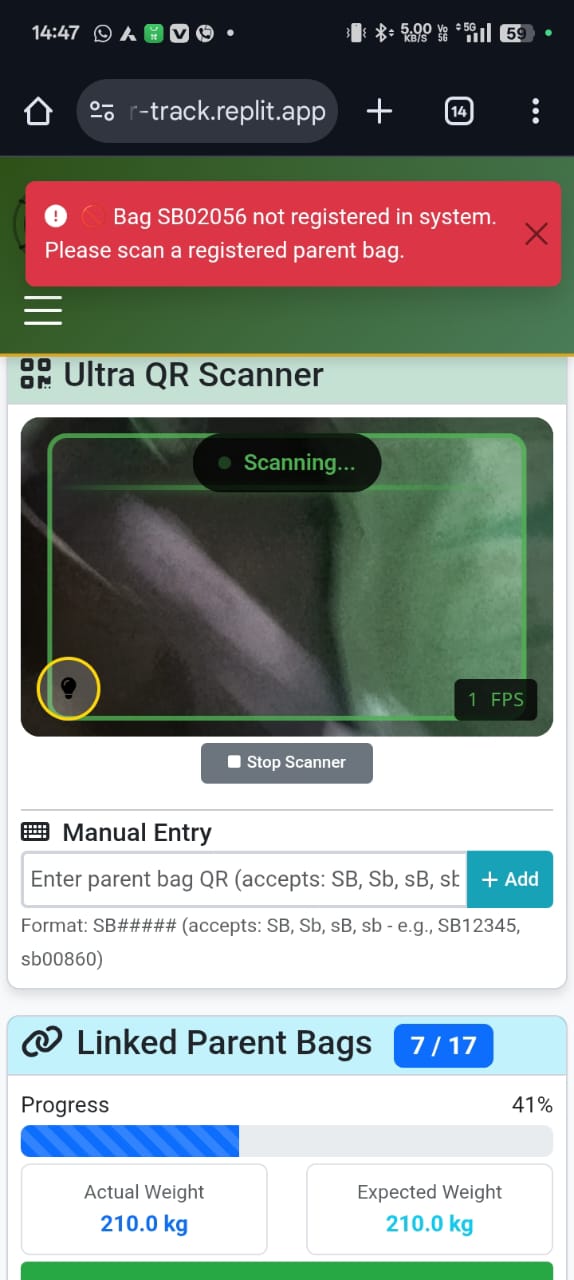 14:47
5.00 KB/S
Vo 5G
5G
59
r-track.replit.app
14
Bag SB02056 not registered in system.
Please scan a registered parent bag.
Ultra QR Scanner
Scanning...
1 FPS
Stop Scanner
Manual Entry
Enter parent bag QR (accepts: SB, Sb, sB, sb
+ Add
Format: SB##### (accepts: SB, Sb, sB, sb - e.g., SB12345,
sb00860)
Linked Parent Bags 7 / 17
Progress 41%
Actual Weight
210.0 kg
Expected Weight
210.0 kg